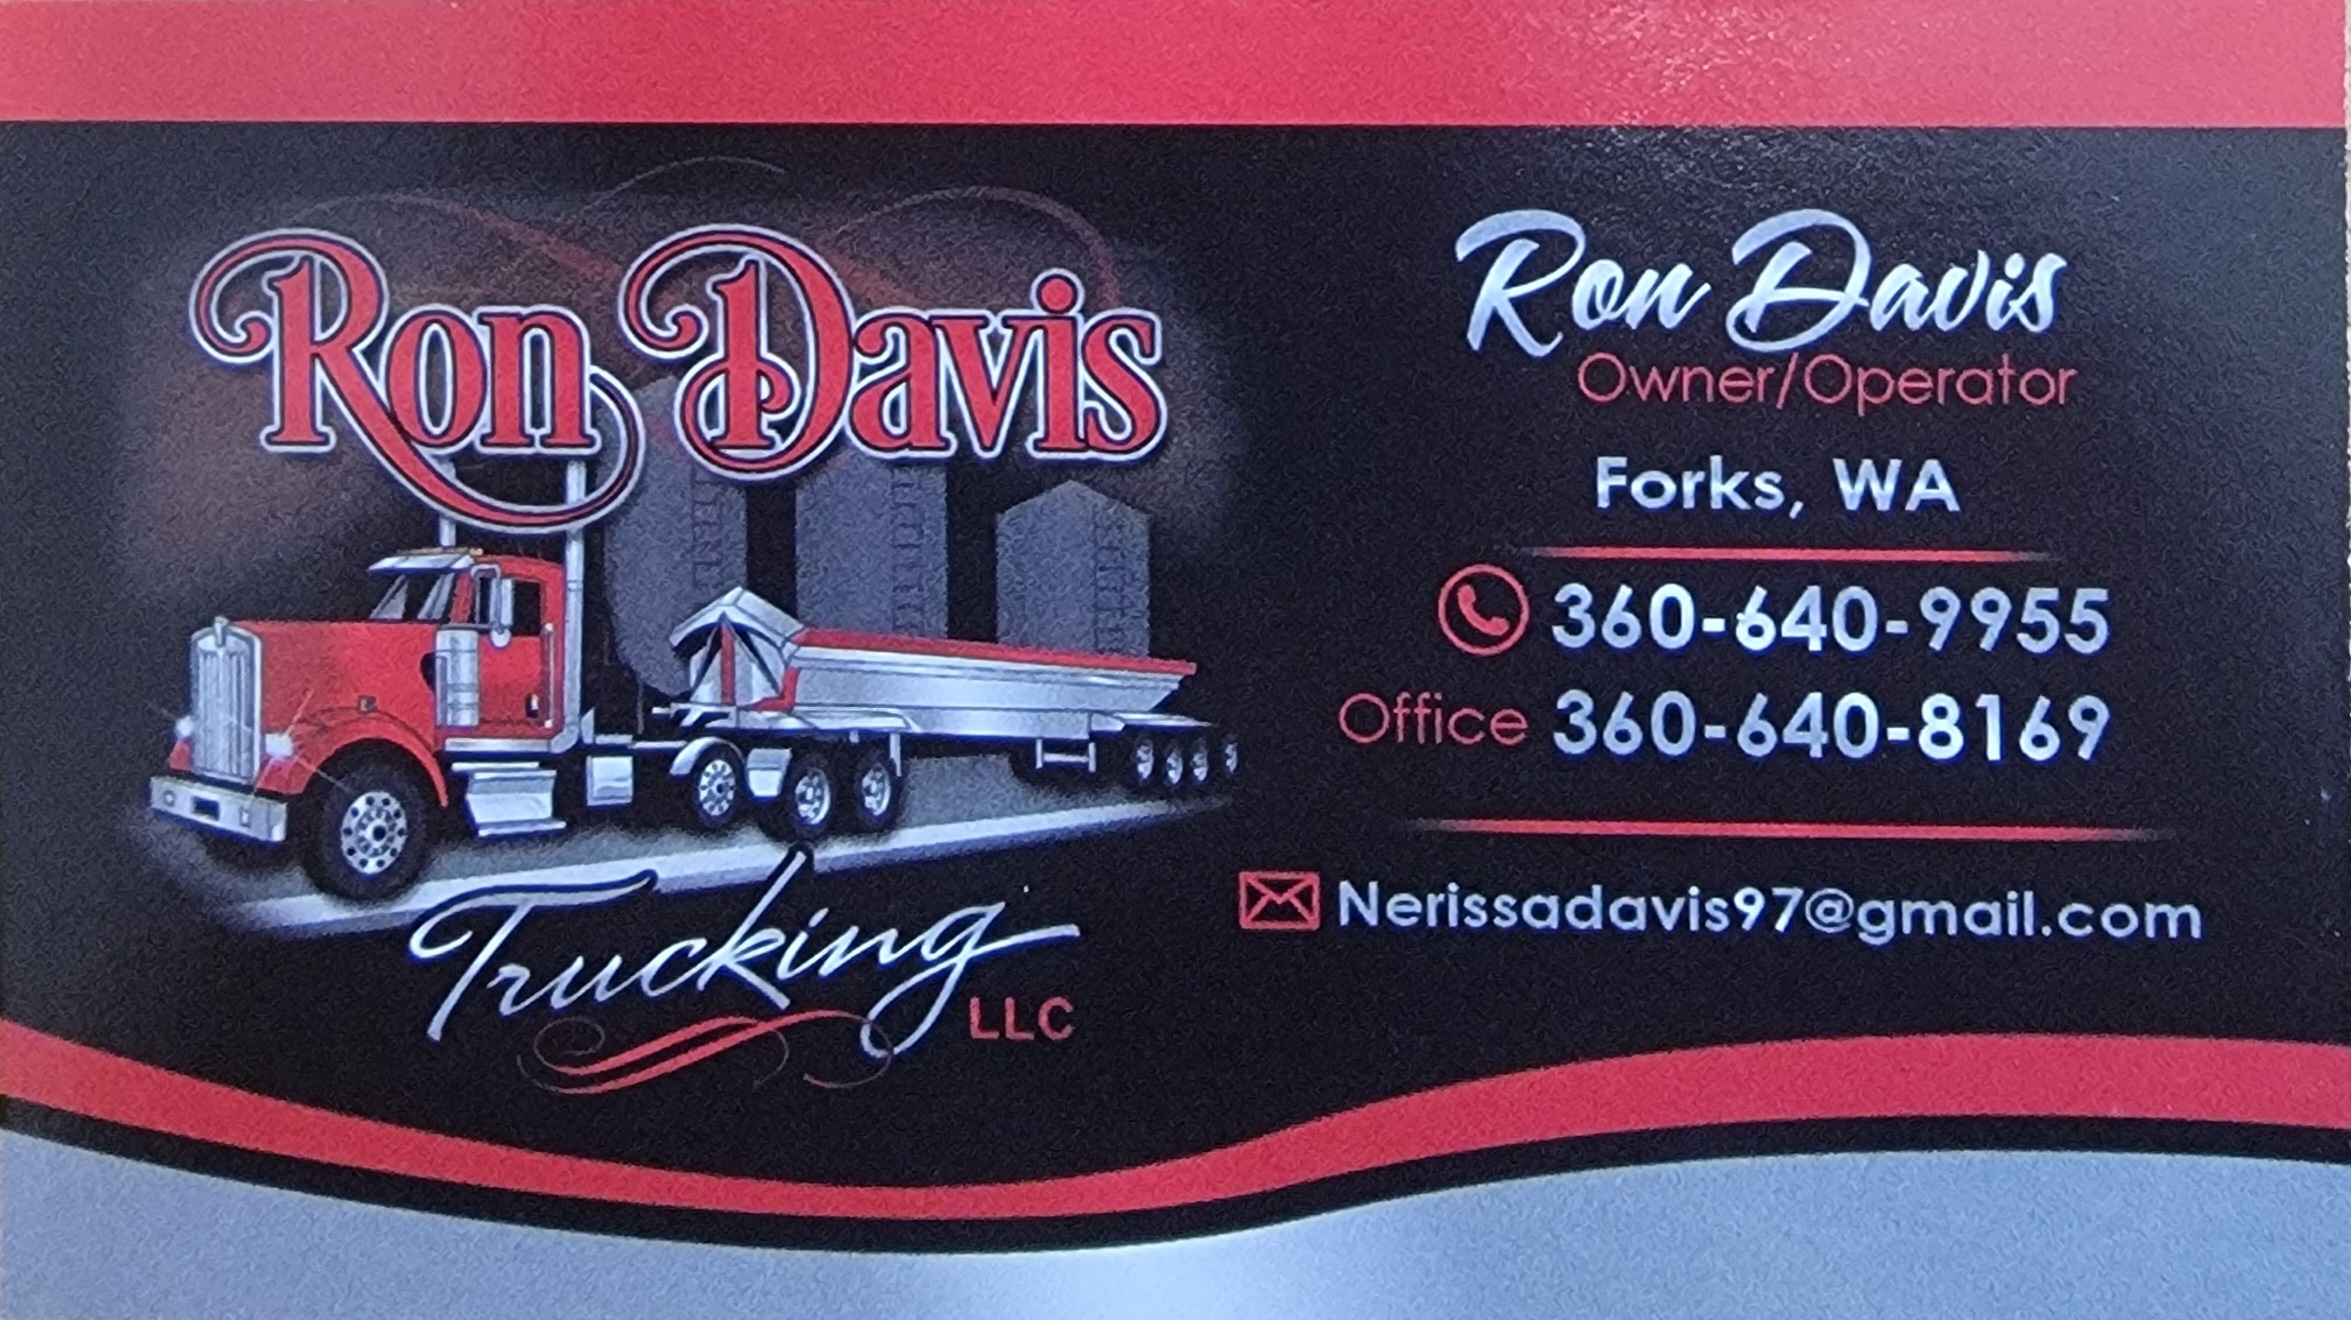 Ron Davis
Trucking
LLC
Ron Davis
Owner/Operator
Forks, WA
360-640-9955
Office 360-640-8169
Nerissadavis97@gmail.com